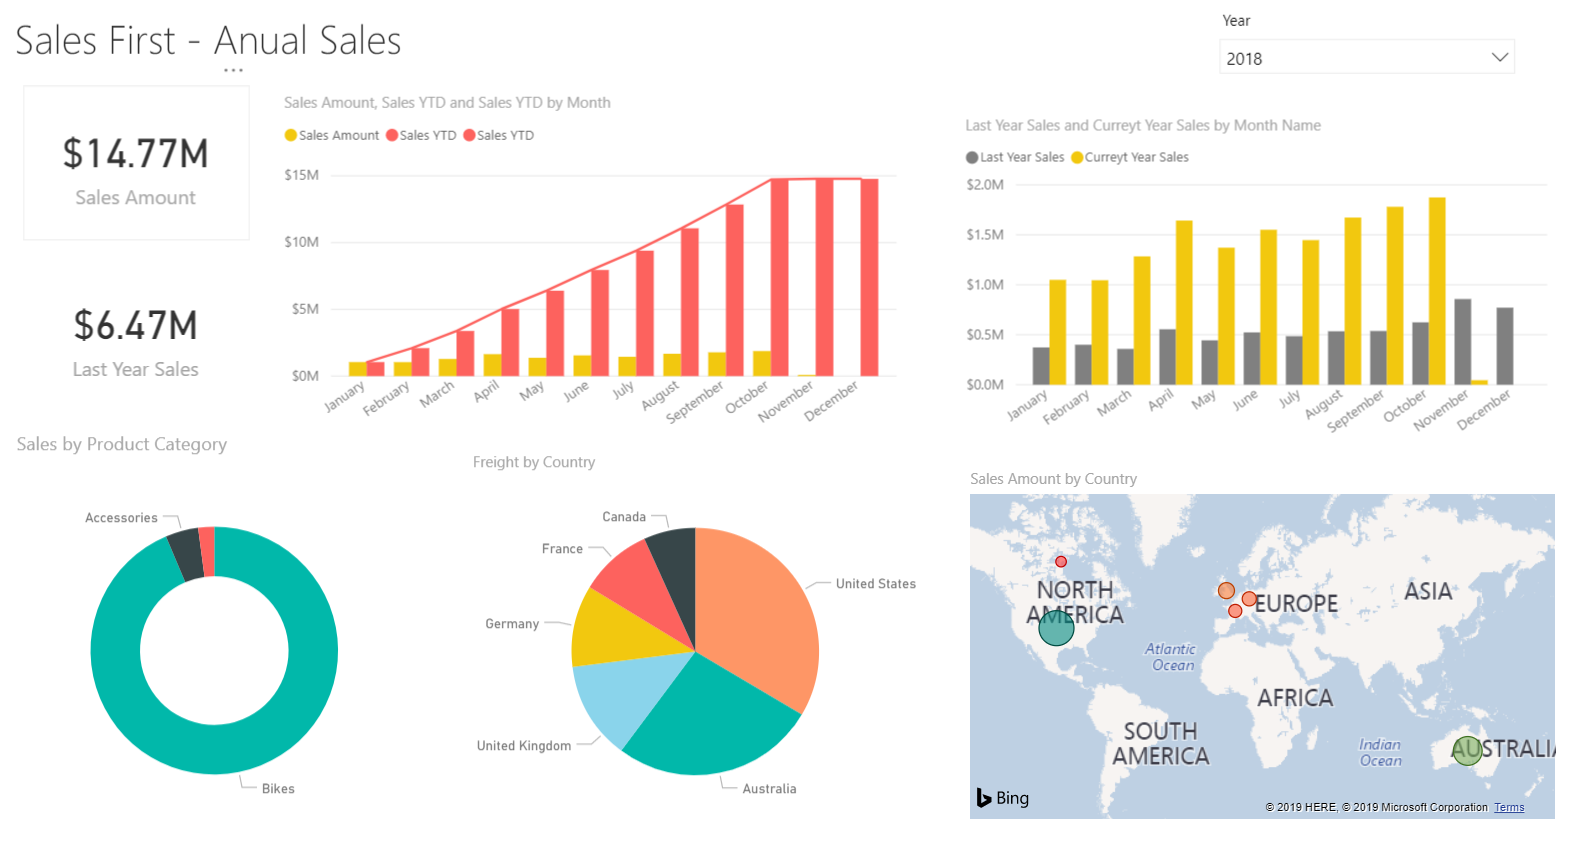 Sales First - Anual Sales
...
Year
2018
$14.77M
Sales Amount
$6.47M
Last Year Sales
Sales Amount, Sales YTD and Sales YTD by Month
Sales Amount Sales YTD Sales YTD
$15M
$10M
$5M
$0M
January February March April May June July August September October November December
Last Year Sales and Curreyt Year Sales by Month Name
Last Year Sales Curreyt Year Sales
$2.0M
$1.5M
$1.0M
$0.5M
$0.0M
January February March April May June July August September October November December
Sales by Product Category
Accessories
Bikes
Freight by Country
Canada
France
United States
Germany
United Kingdom
Australia
Sales Amount by Country
NORTH
AMERICA
EUROPE
ASIA
Atlantic
Ocean
AFRICA
SOUTH
AMERICA
Indian
Ocean
AUSTRALIA
Bing
© 2019 HERE, © 2019 Microsoft Corporation Terms